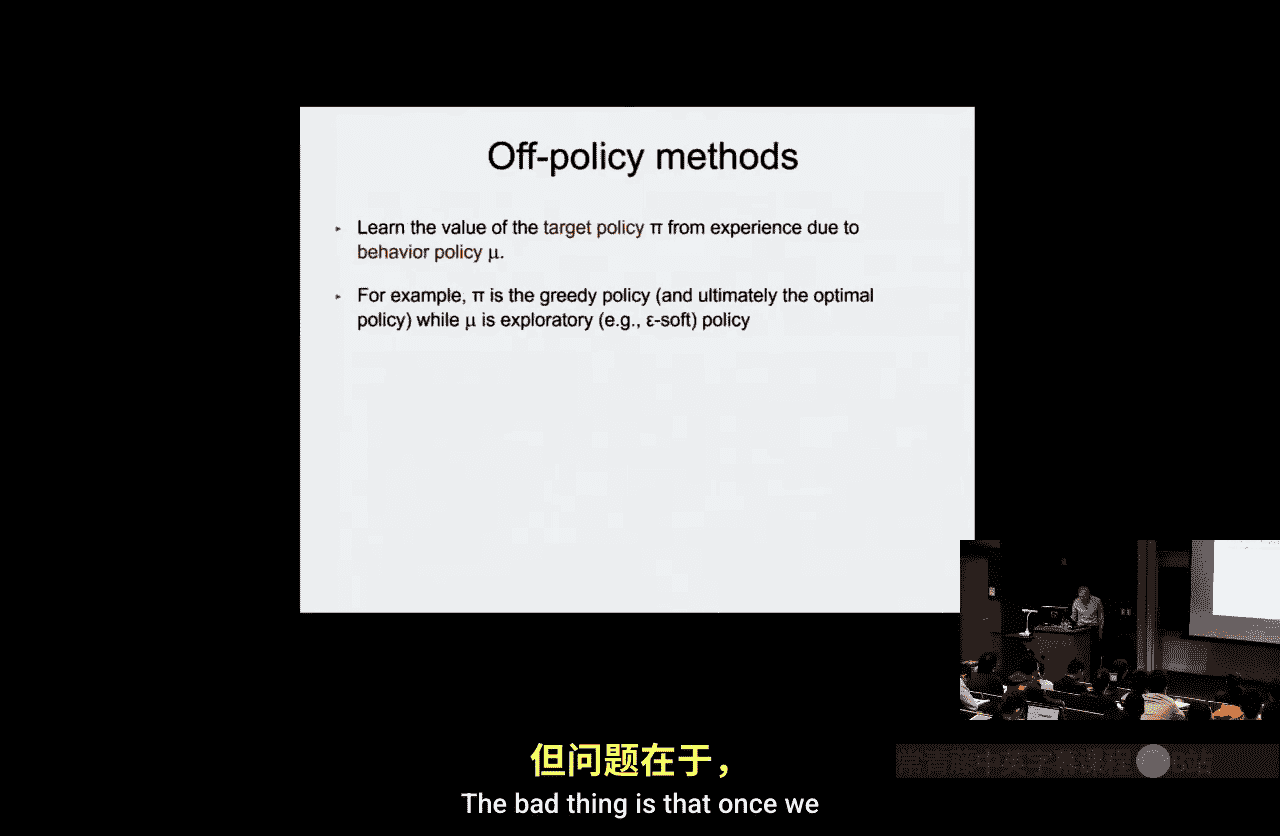 Off-policy methods
Learn the value of the target policy π from experience due to
behavior policy μ.
For example, π is the greedy policy (and ultimately the optimal
policy) while μ is exploratory (e.g., ε-soft) policy
但问题在于，
The bad thing is that once we